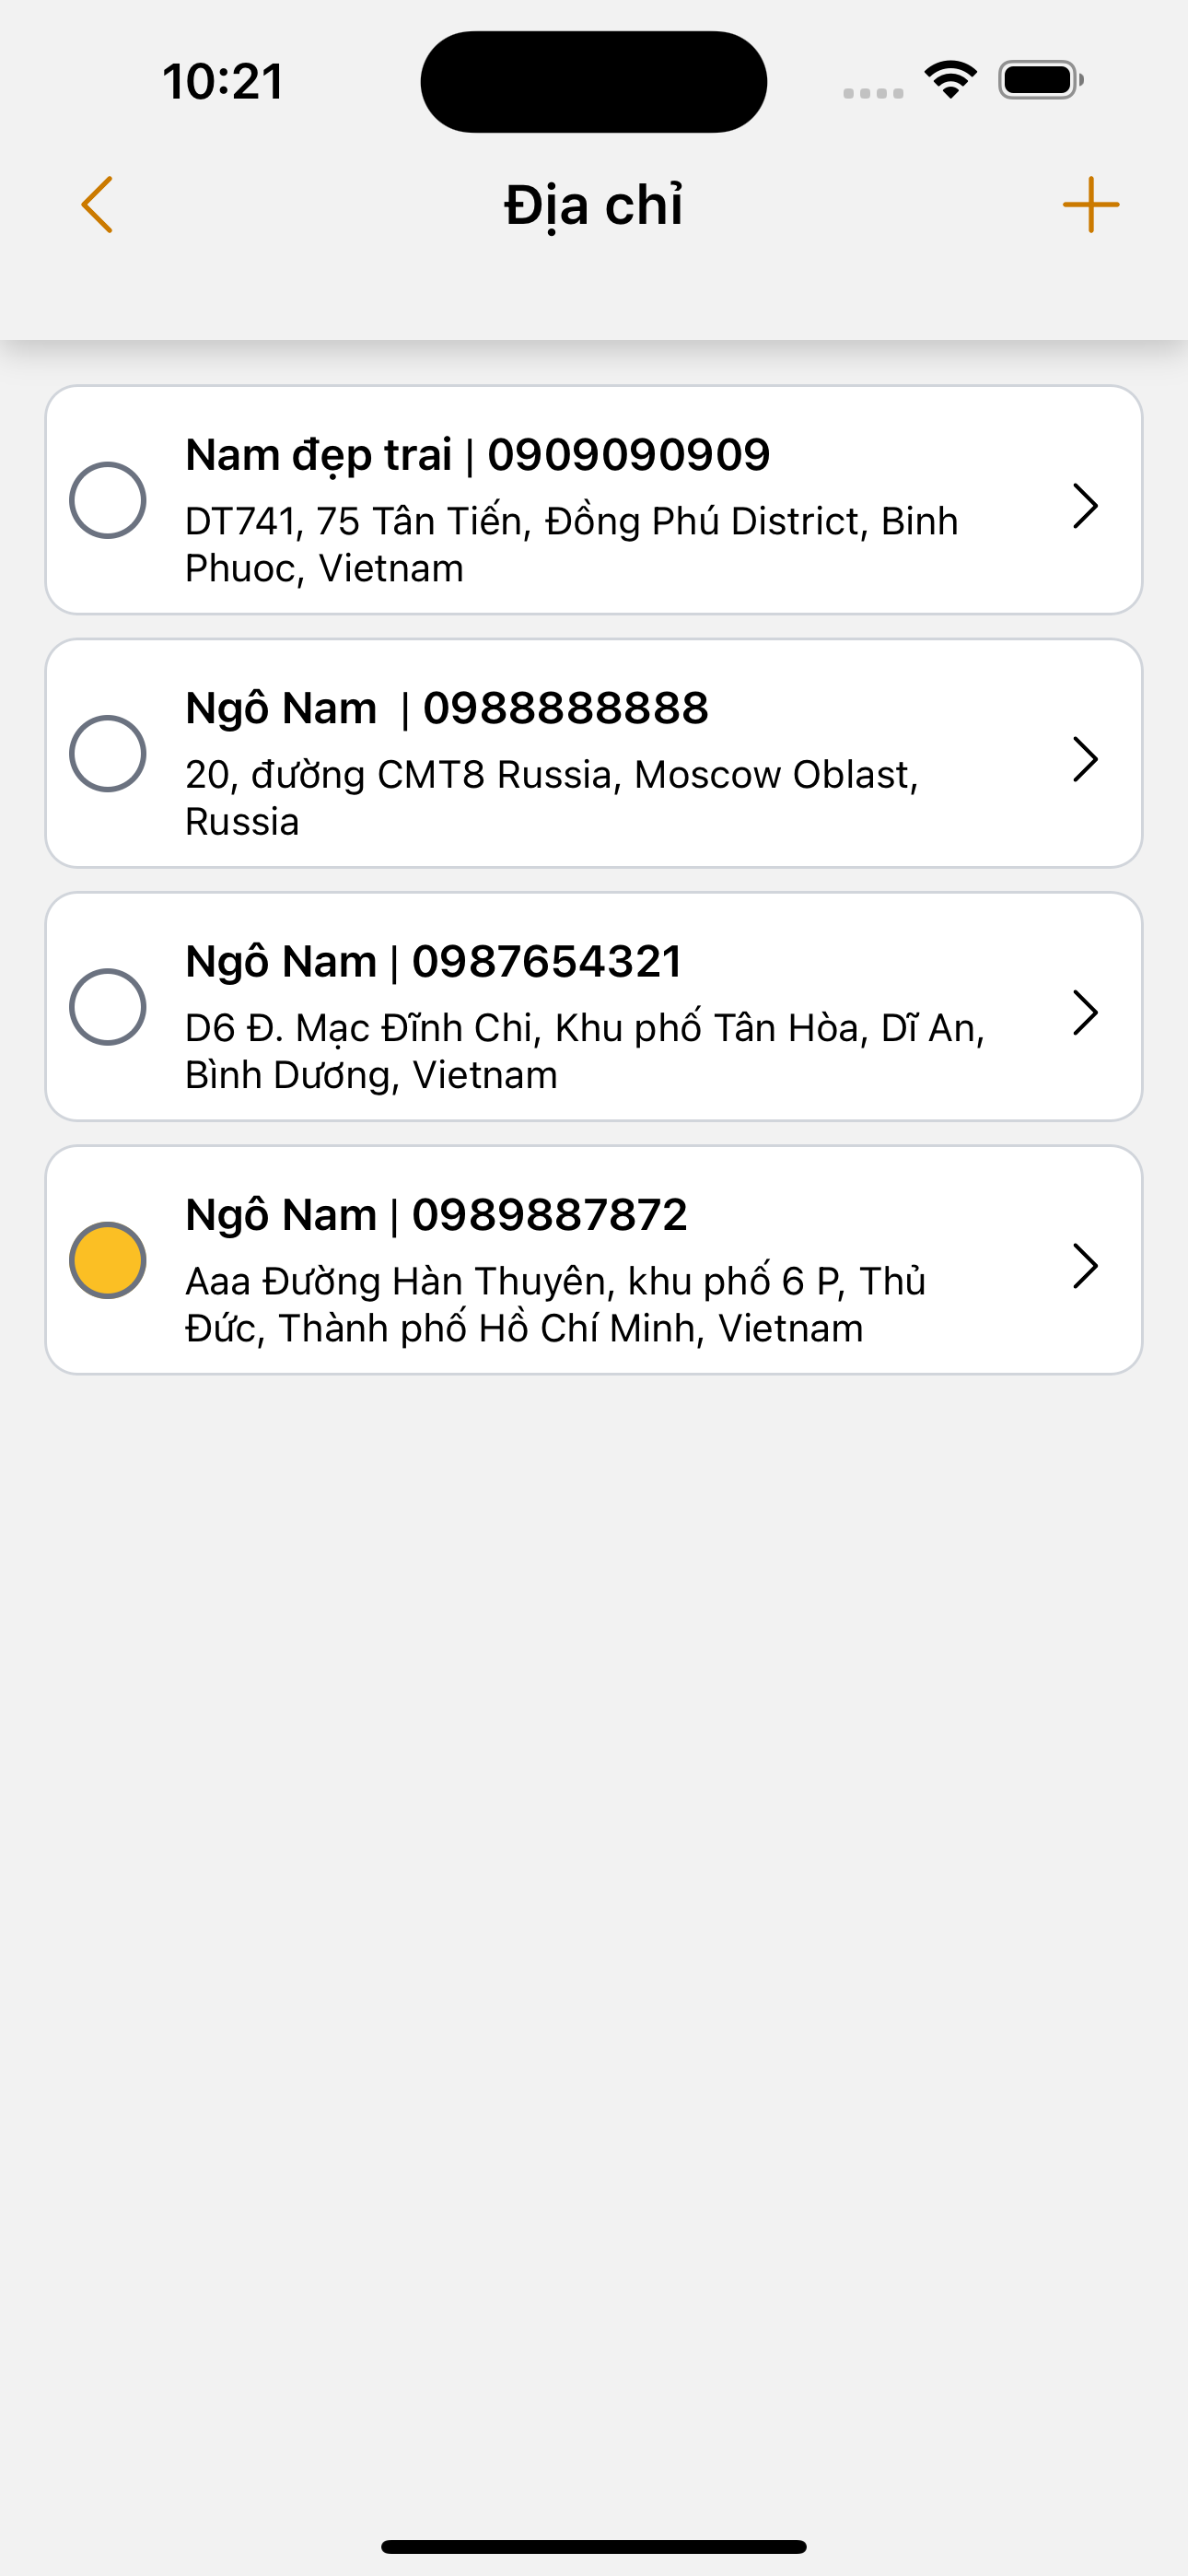 10:21
Địa chỉ
Nam đẹp trai | 0909090909
DT741, 75 Tân Tiến, Đồng Phú District, Binh
Phuoc, Vietnam
Ngô Nam  | 0988888888
20, đường CMT8 Russia, Moscow Oblast,
Russia
Ngô Nam | 0987654321
D6 Đ. Mạc Đĩnh Chi, Khu phố Tân Hòa, Dĩ An,
Bình Dương, Vietnam
Ngô Nam | 0989887872
Aaa Đường Hàn Thuyên, khu phố 6 P, Thủ
Đức, Thành phố Hồ Chí Minh, Vietnam